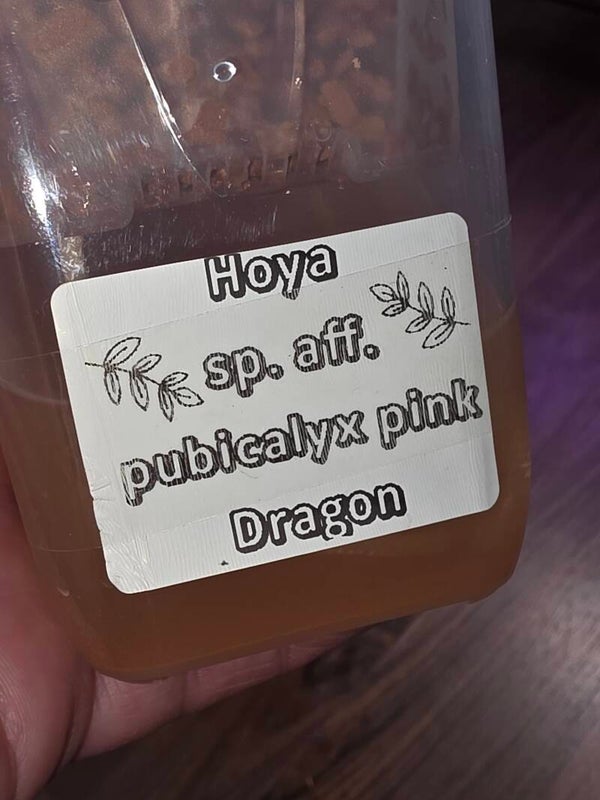 Hoya
sp. aff.
pubicalyx pink
Dragon